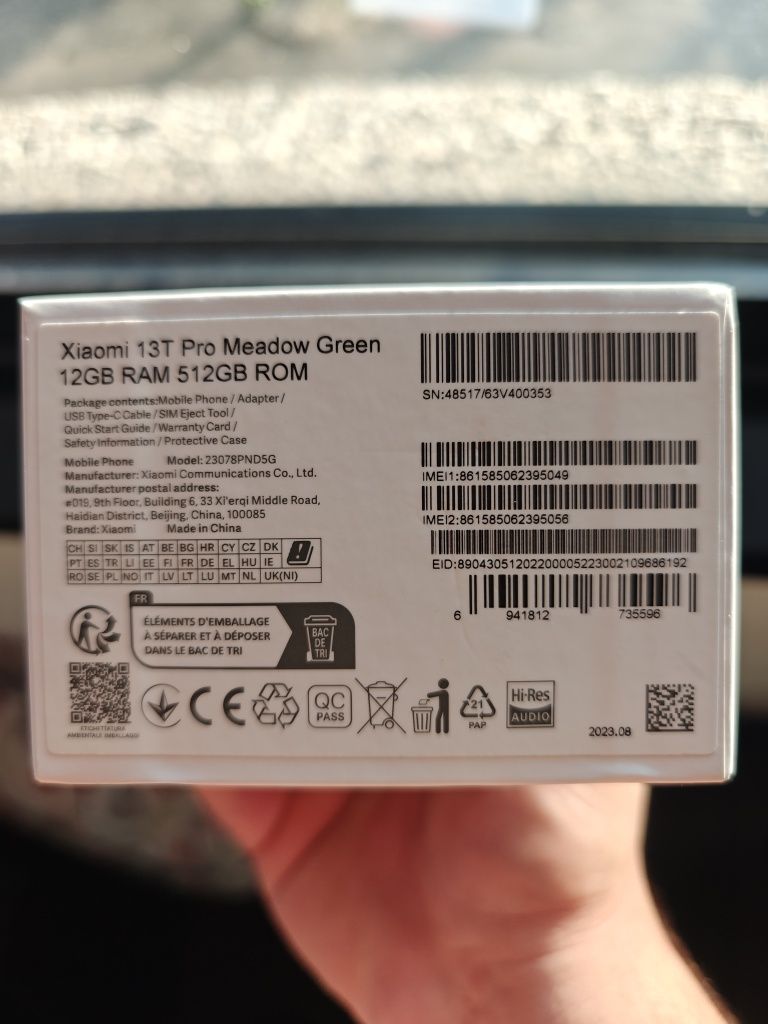 Xiaomi 13T Pro Meadow Green
12GB RAM 512GB ROM
Package contents:Mobile Phone / Adapter /
USB Type-C Cable / SIM Eject Tool /
Quick Start Guide / Warranty Card /
Safety Information / Protective Case
Mobile Phone Model: 23078PND5G
Manufacturer: Xiaomi Communications Co., Ltd.
Manufacturer postal address:
#019, 9th Floor, Building 6, 33 Xi'erqi Middle Road,
Haidian District, Beijing, China, 100085
Brand: Xiaomi Made in China
CH SI SK IS AT BE BG HR CY CZ DK
PT ES TR LI EE FI FR DE EL HU IE
RO SE PL NO IT LV LT LU MT NL UK(NI)
SN:48517/63V400353
IMEI1:861585062395049
IMEI2:861585062395056
EID:89043051202200005223002109686192
6 941812 735596
FR
ÉLÉMENTS D'EMBALLAGE
À SÉPARER ET À DÉPOSER
DANS LE BAC DE TRI
BAC
DE
TRI
ETICHETTATURA
AMBIENTALE IMBALLAGGI
CE
QC
PASS
21
PAP
Hi-Res
AUDIO
2023.08